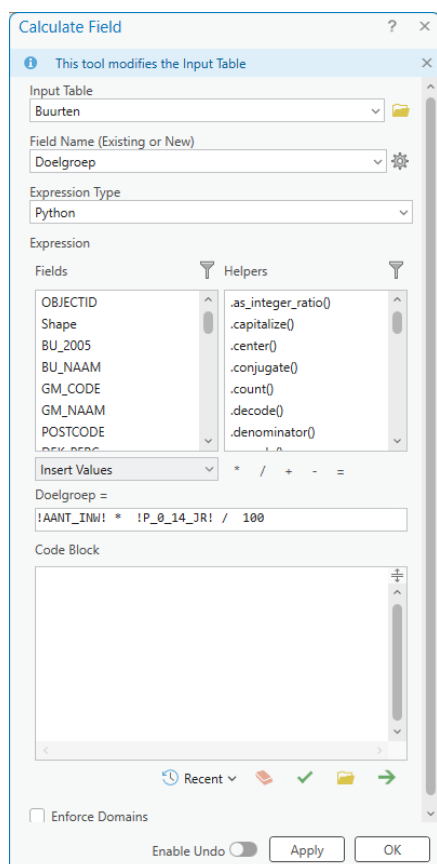 Calculate Field ? ×
This tool modifies the Input Table ×
Input Table
Buurten
Field Name (Existing or New)
Doelgroep
Expression Type
Python
Expression
Fields Helpers
OBJECTID .as_integer_ratio()
Shape .capitalize()
BU_2005 .center()
BU_NAAM .conjugate()
GM_CODE .count()
GM_NAAM .decode()
POSTCODE .denominator()
Insert Values * / + - =
Doelgroep =
!AANT_INW! * !P_0_14_JR! / 100
Code Block
Recent
Enforce Domains
Enable Undo Apply OK